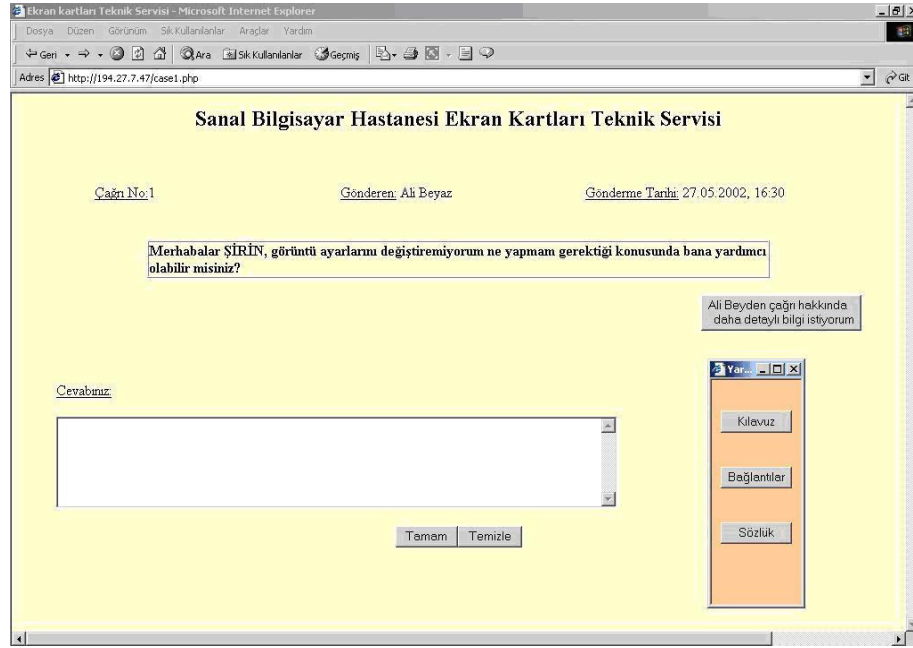 Ekran kartları Teknik Servisi - Microsoft Internet Explorer
Dosya Düzen Görünüm Sık Kullanılanlar Araçlar Yardım
Geri Ara Sık Kullanılanlar Geçmiş
Adres http://194.27.7.47/case1.php Git
Sanal Bilgisayar Hastanesi Ekran Kartları Teknik Servisi
Çağrı No:1 Gönderen: Ali Beyaz Gönderme Tarihi: 27.05.2002, 16:30
Merhabalar ŞİRİN, görüntü ayarlarını değiştiremiyorum ne yapmam gerektiği konusunda bana yardımcı
olabilir misiniz?
Ali Beyden çağrı hakkında
daha detaylı bilgi istiyorum
Yar...
Cevabınız:
Kılavuz
Bağlantılar
Sözlük
Tamam Temizle